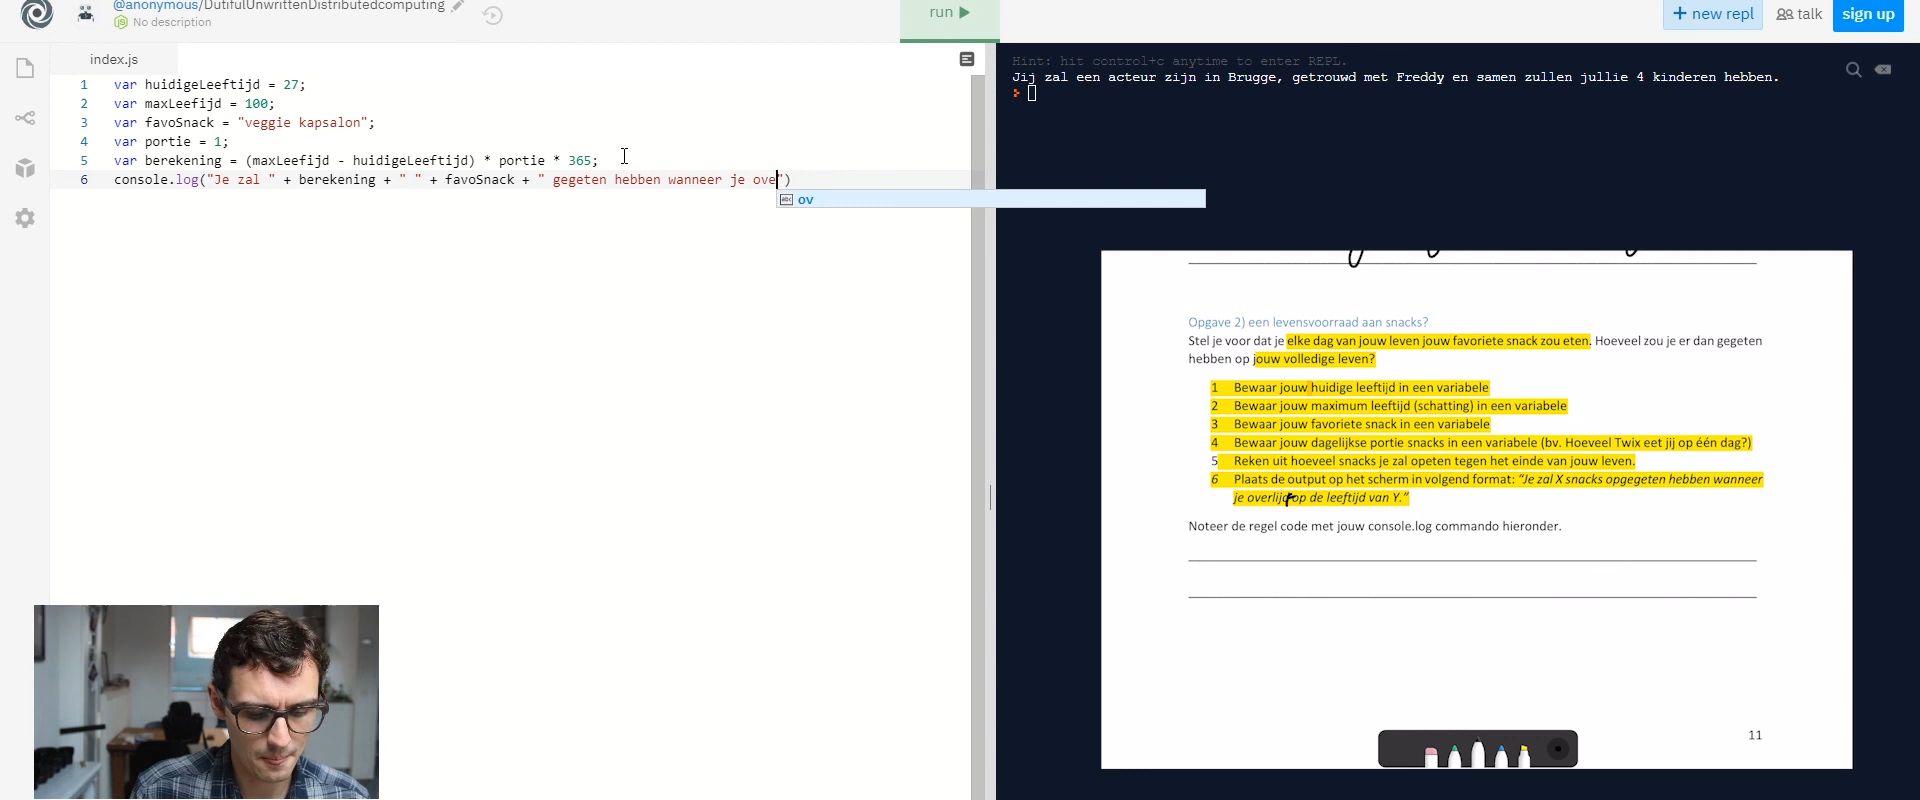 @anonymous/DutifulUnwrittenDistributedcomputing
No description
run
+ new repl
talk
sign up
index.js
1 var huidigeLeeftijd = 27;
2 var maxLeefijd = 100;
3 var favoSnack = "veggie kapsalon";
4 var portie = 1;
5 var berekening = (maxLeefijd - huidigeLeeftijd) * portie * 365;
6 console.log("Je zal " + berekening + " " + favoSnack + " gegeten hebben wanneer je ove")
abc ov
Hint: hit control+c anytime to enter REPL.
Jij zal een acteur zijn in Brugge, getrouwd met Freddy en samen zullen jullie 4 kinderen hebben.
Opgave 2) een levensvoorraad aan snacks?
Stel je voor dat je elke dag van jouw leven jouw favoriete snack zou eten. Hoeveel zou je er dan gegeten
hebben op jouw volledige leven?
1 Bewaar jouw huidige leeftijd in een variabele
2 Bewaar jouw maximum leeftijd (schatting) in een variabele
3 Bewaar jouw favoriete snack in een variabele
4 Bewaar jouw dagelijkse portie snacks in een variabele (bv. Hoeveel Twix eet jij op één dag?)
5 Reken uit hoeveel snacks je zal opeten tegen het einde van jouw leven.
6 Plaats de output op het scherm in volgend format: "Je zal X snacks opgegeten hebben wanneer
je op de leeftijd van Y."
Noteer de regel code met jouw console.log commando hieronder.
11